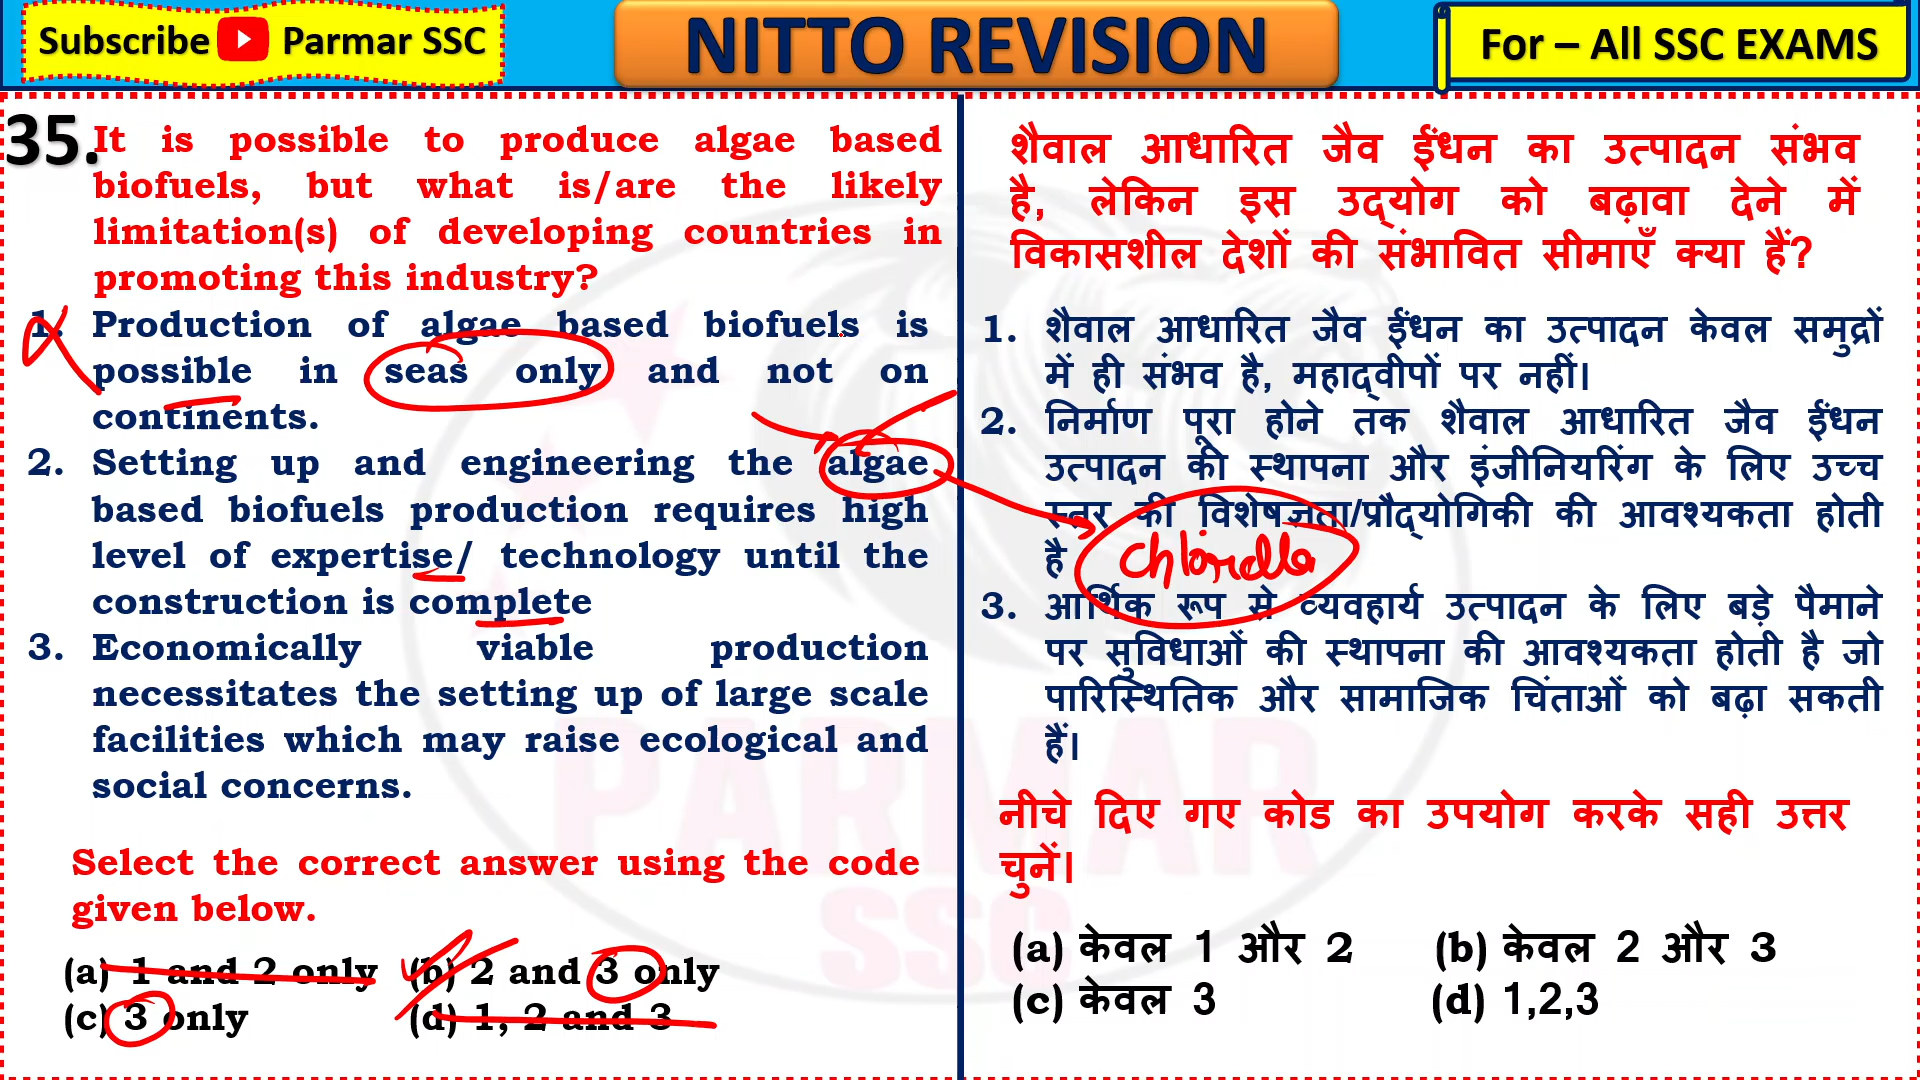 Subscribe Parmar SSC
NITTO REVISION
For – All SSC EXAMS
35. It is possible to produce algae based
biofuels, but what is/are the likely
limitation(s) of developing countries in
promoting this industry?
1. Production of algae based biofuels is
possible in seas only and not on
continents.
2. Setting up and engineering the algae
based biofuels production requires high
level of expertise/ technology until the
construction is complete
3. Economically viable production
necessitates the setting up of large scale
facilities which may raise ecological and
social concerns.
Select the correct answer using the code
given below.
(a) 1 and 2 only (b) 2 and 3 only
(c) 3 only (d) 1, 2 and 3
शैवाल आधारित जैव ईंधन का उत्पादन संभव
है, लेकिन इस उद्योग को बढ़ावा देने में
विकासशील देशों की संभावित सीमाएँ क्या हैं?
1. शैवाल आधारित जैव ईंधन का उत्पादन केवल समुद्रों
में ही संभव है, महाद्वीपों पर नहीं।
2. निर्माण पूरा होने तक शैवाल आधारित जैव ईंधन
उत्पादन की स्थापना और इंजीनियरिंग के लिए उच्च
स्तर की विशेषज्ञता/प्रौद्योगिकी की आवश्यकता होती
है
chlorella
3. आर्थिक रूप से व्यवहार्य उत्पादन के लिए बड़े पैमाने
पर सुविधाओं की स्थापना की आवश्यकता होती है जो
पारिस्थितिक और सामाजिक चिंताओं को बढ़ा सकती
हैं।
नीचे दिए गए कोड का उपयोग करके सही उत्तर
चुनें।
(a) केवल 1 और 2 (b) केवल 2 और 3
(c) केवल 3 (d) 1,2,3
PARMAR
SSC